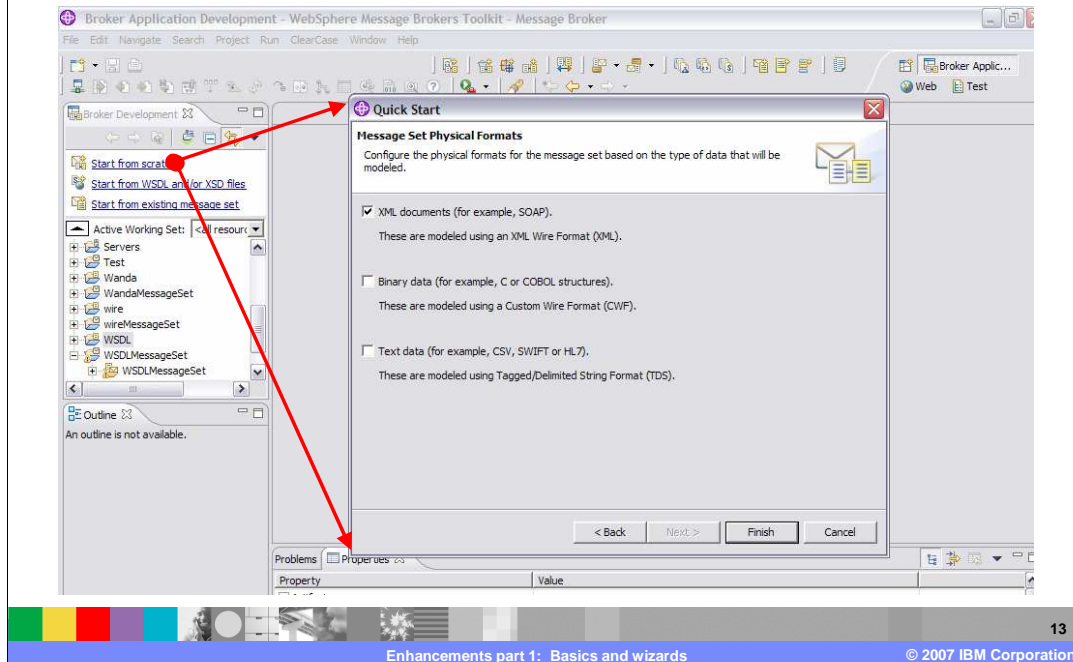 Broker Application Development - WebSphere Message Brokers Toolkit - Message Broker
File Edit Navigate Search Project Run ClearCase Window Help
Broker Applic...
Web Test
Broker Development
Start from scrat
Start from WSDL and/or XSD files
Start from existing message set
Active Working Set: <all resourc
Servers
Test
Wanda
WandaMessageSet
wire
wireMessageSet
WSDL
WSDLMessageSet
WSDLMessageSet
Outline
An outline is not available.
Quick Start
Message Set Physical Formats
Configure the physical formats for the message set based on the type of data that will be
modeled.
XML documents (for example, SOAP).
These are modeled using an XML Wire Format (XML).
Binary data (for example, C or COBOL structures).
These are modeled using a Custom Wire Format (CWF).
Text data (for example, CSV, SWIFT or HL7).
These are modeled using Tagged/Delimited String Format (TDS).
< Back Next > Finish Cancel
Problems Properties
Property Value
13
Enhancements part 1: Basics and wizards
© 2007 IBM Corporation